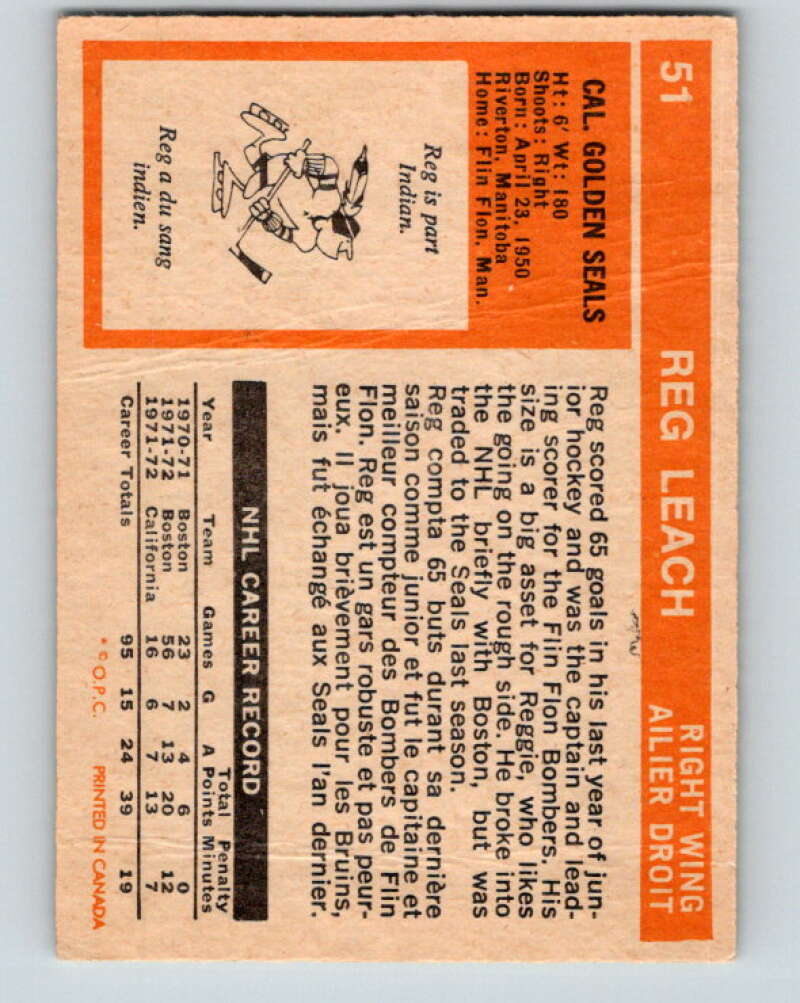 51
REG LEACH
RIGHT WING
AILIER DROIT
CAL. GOLDEN SEALS
Ht: 6' Wt: 180
Shoots: Right
Born: April 23, 1950
Riverton, Manitoba
Home: Flin Flon, Man.
Reg is part
Indian.
Reg a du sang
indien.
Reg scored 65 goals in his last year of jun-
ior hockey and was the captain and lead-
ing scorer for the Flin Flon Bombers. His
size is a big asset for Reggie, who likes
the going on the rough side. He broke into
the NHL briefly with Boston, but was
traded to the Seals last season.
Reg compta 65 buts durant sa dernière
saison comme junior et fut le capitaine et
meilleur compteur des Bombers de Flin
Flon. Reg est un gars robuste et pas peur-
eux. Il joua brièvement pour les Bruins,
mais fut échangé aux Seals l'an dernier.
NHL CAREER RECORD
Total Penalty
Year Team Games G A Points Minutes
1970-71 Boston 23 2 4 6 0
1971-72 Boston 56 7 13 20 12
1971-72 California 16 6 7 13 7
Career Totals 95 15 24 39 19
* © O.P.C. PRINTED IN CANADA